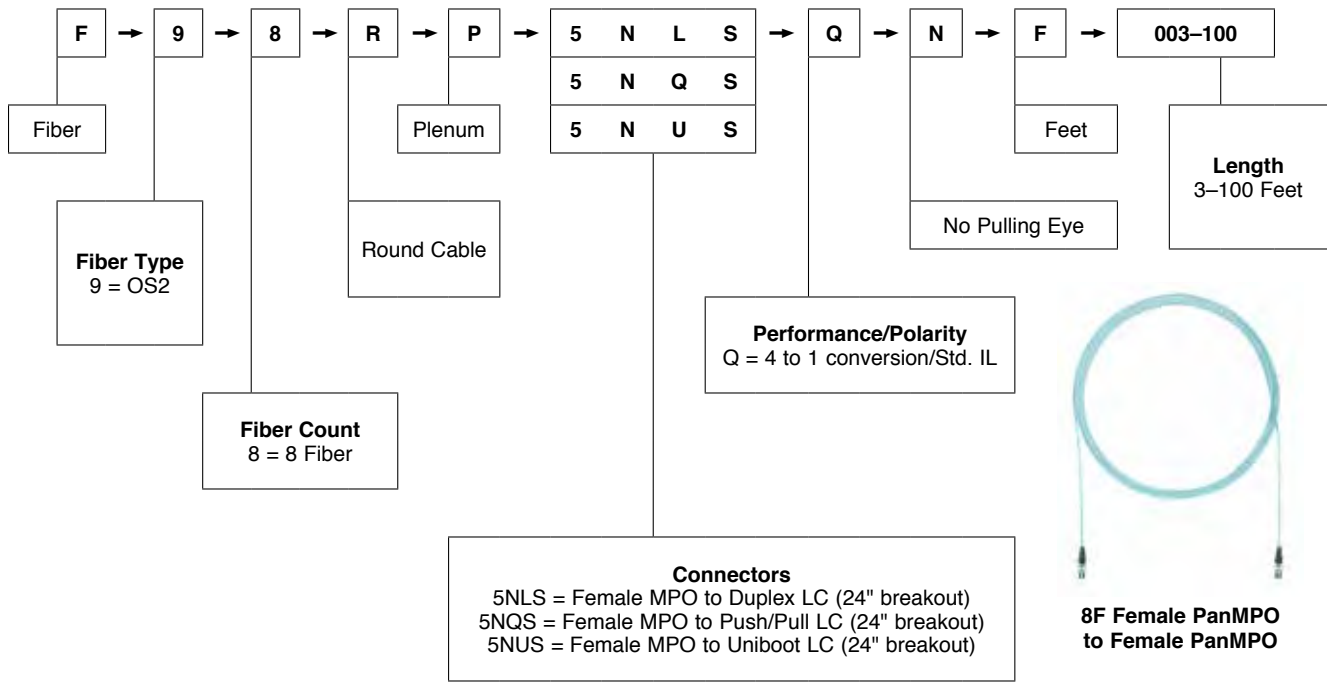 F → 9 → 8 → R → P → 5 N L S → Q → N → F → 003–100
5 N Q S
5 N U S
Fiber
Plenum
Feet
Length
3–100 Feet
No Pulling Eye
Round Cable
Fiber Type
9 = OS2
Performance/Polarity
Q = 4 to 1 conversion/Std. IL
Fiber Count
8 = 8 Fiber
Connectors
5NLS = Female MPO to Duplex LC (24" breakout)
5NQS = Female MPO to Push/Pull LC (24" breakout)
5NUS = Female MPO to Uniboot LC (24" breakout)
8F Female PanMPO
to Female PanMPO